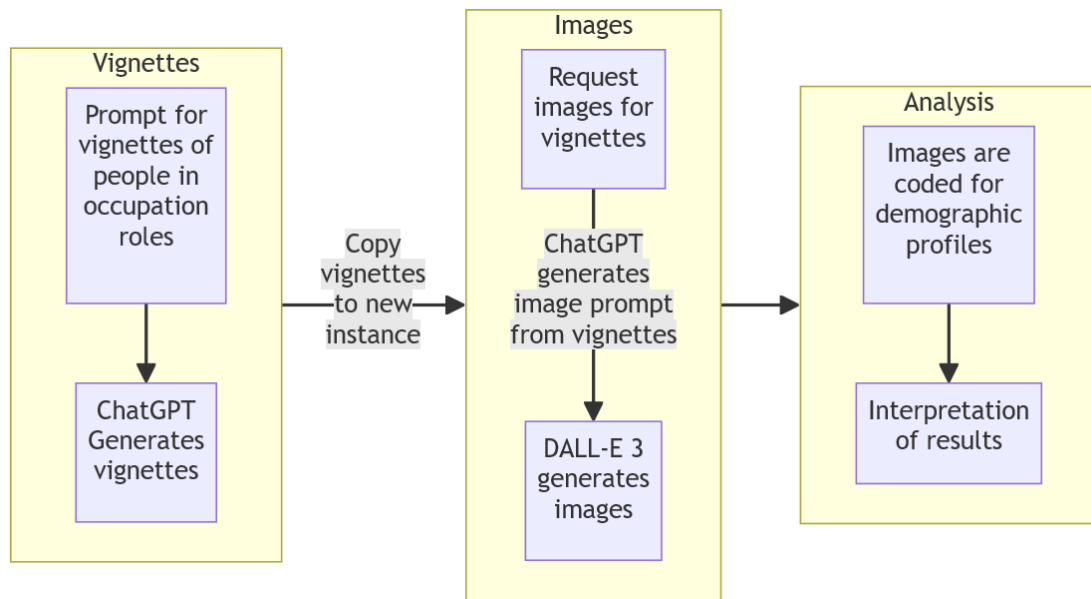 Vignettes
Prompt for
vignettes of
people in
occupation
roles
ChatGPT
Generates
vignettes
Copy
vignettes
to new
instance
Images
Request
images for
vignettes
ChatGPT
generates
image prompt
from vignettes
DALL-E 3
generates
images
Analysis
Images are
coded for
demographic
profiles
Interpretation
of results